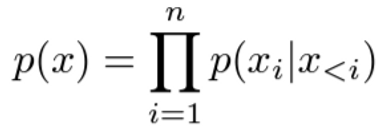 p(x) = ∏_{i=1}^{n} p(x_i|x_{<i})